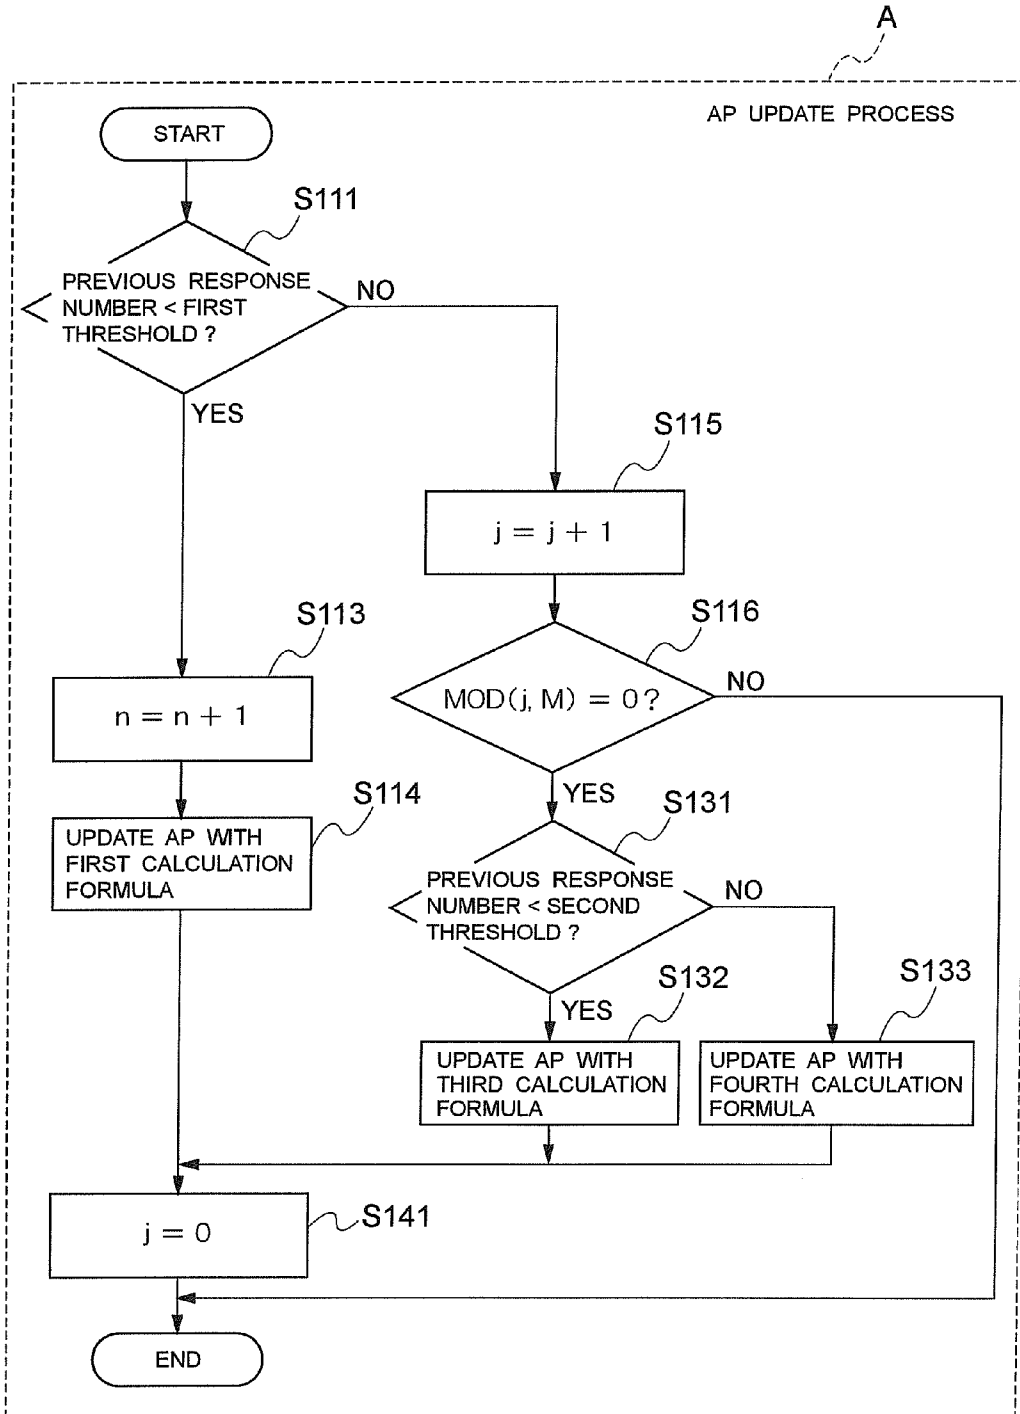 A
AP UPDATE PROCESS
START
S111
PREVIOUS RESPONSE
NUMBER < FIRST
THRESHOLD ?
NO
YES
S115
j = j + 1
S113
n = n + 1
S116
MOD(j, M) = 0?
NO
YES
S114
UPDATE AP WITH
FIRST CALCULATION
FORMULA
S131
PREVIOUS RESPONSE
NUMBER < SECOND
THRESHOLD ?
NO
YES
S132
UPDATE AP WITH
THIRD CALCULATION
FORMULA
S133
UPDATE AP WITH
FOURTH CALCULATION
FORMULA
S141
j = 0
END